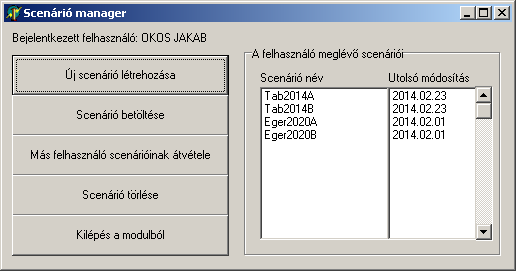 Scenárió manager
Bejelentkezett felhasználó: OKOS JAKAB
Új scenárió létrehozása
Scenárió betöltése
Más felhasználó scenárióinak átvétele
Scenárió törlése
Kilépés a modulból
A felhasználó meglévő scenáriói
Scenárió név Utolsó módosítás
Tab2014A 2014.02.23
Tab2014B 2014.02.23
Eger2020A 2014.02.01
Eger2020B 2014.02.01